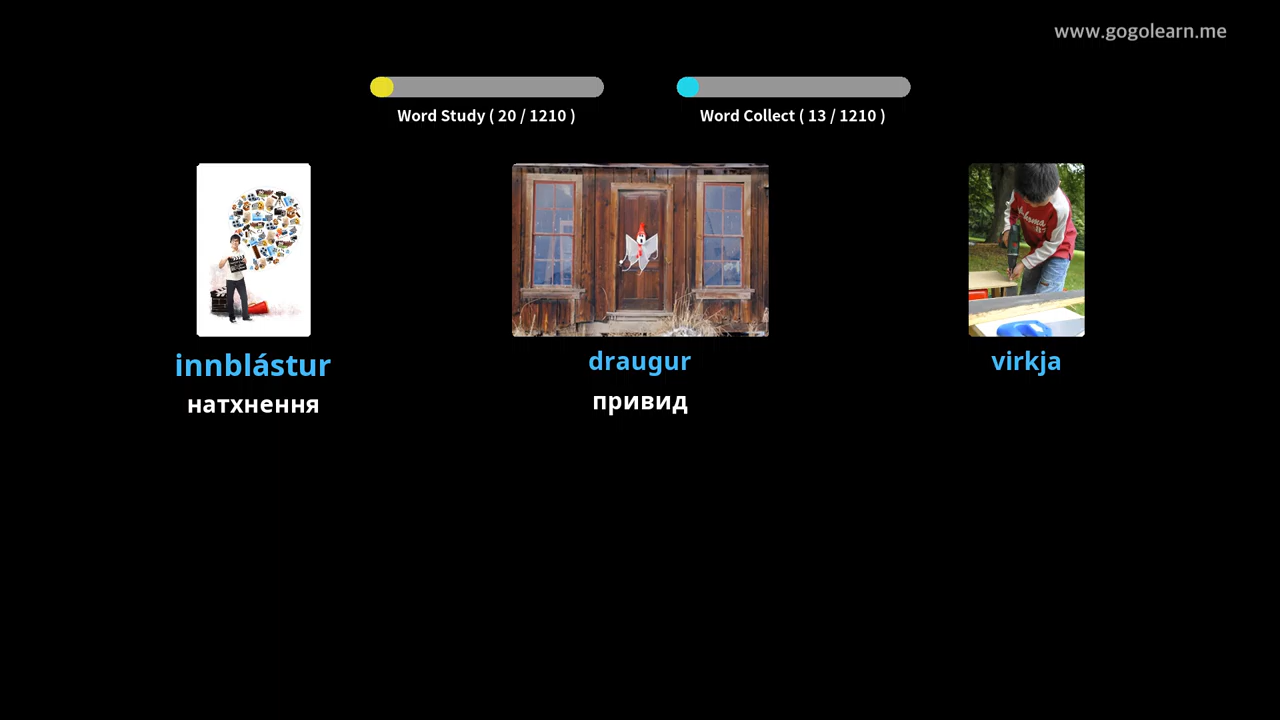 www.gogolearn.me
Word Study ( 20 / 1210 )
Word Collect ( 13 / 1210 )
innblástur
draugur
virkja
натхнення
привид